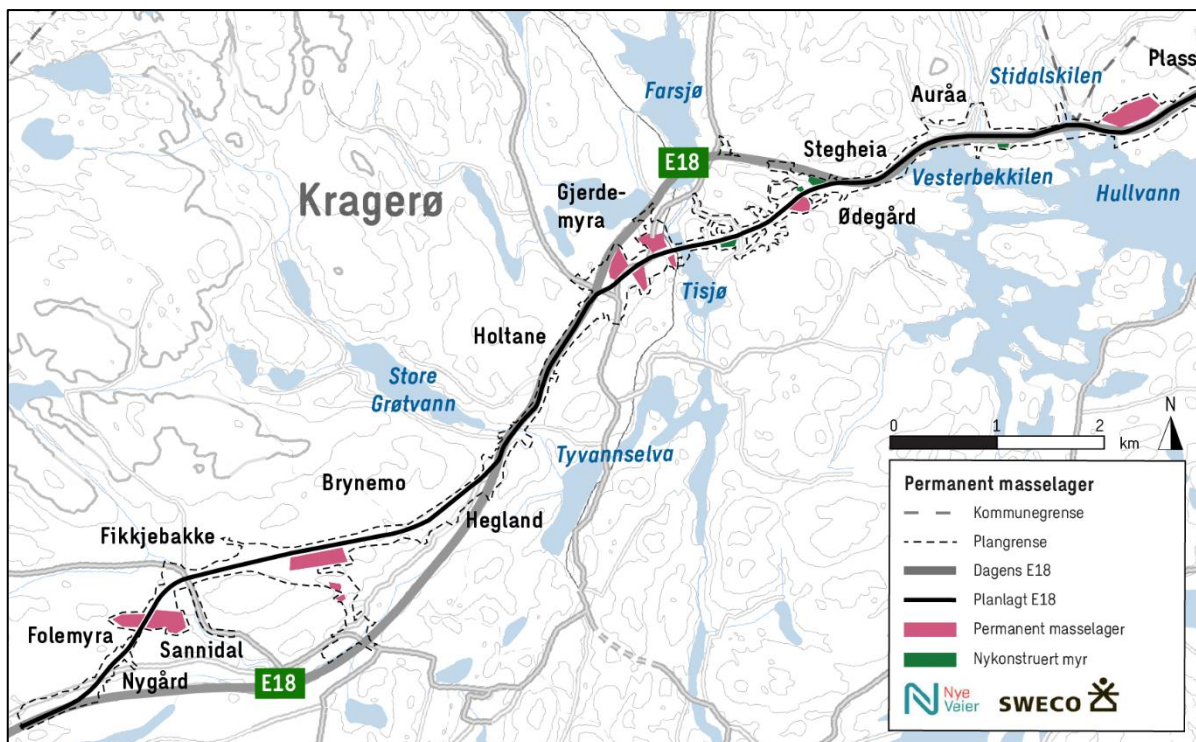 Plass
Stidalskilen
Farsjø
Auråa
Stegheia
E18
Gjerde-
myra
Vesterbekkilen
Hullvann
Kragerø
Ødegård
Tisjø
Holtane
Store
Grøtvann
0 1 2
km
N
Tyvannselva
Brynemo
Hegland
Fikkjebakke
Folemyra
Sannidal
Nygård
E18
Permanent masselager
Kommunegrense
Plangrense
Dagens E18
Planlagt E18
Permanent masselager
Nykonstruert myr
Nye
Veier
SWECO